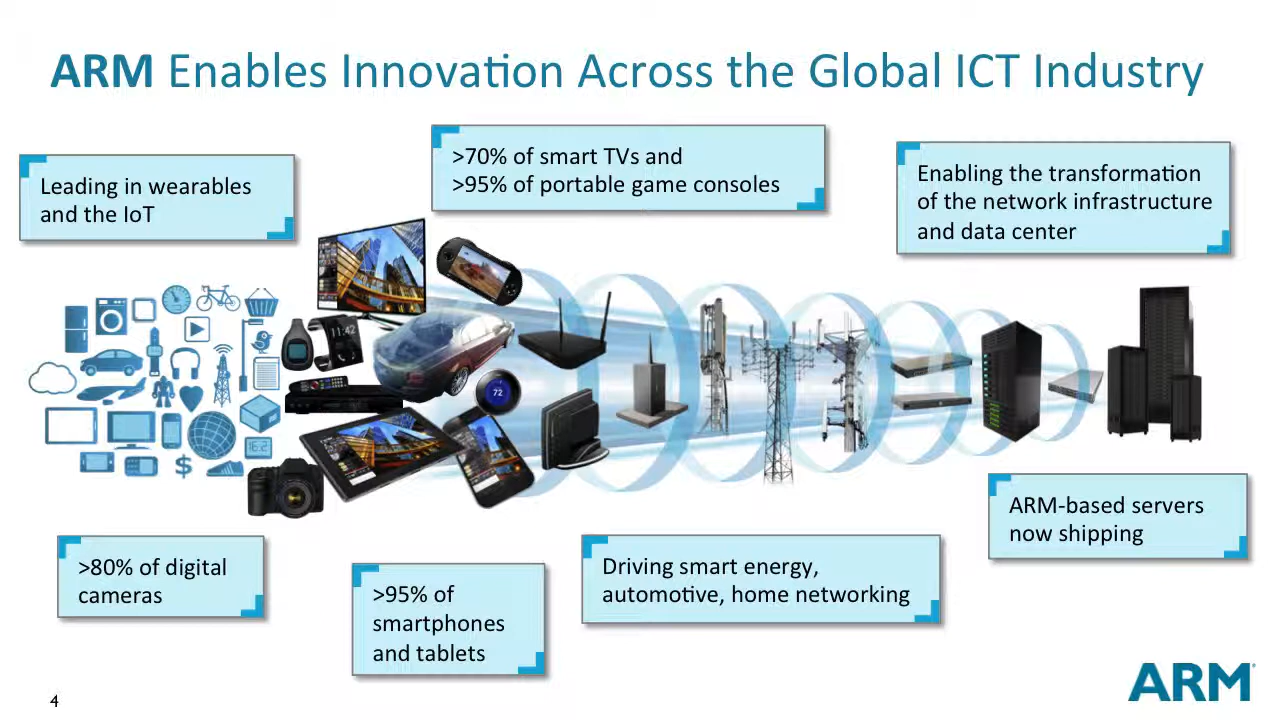 ARM Enables Innovation Across the Global ICT Industry
Leading in wearables
and the IoT
>70% of smart TVs and
>95% of portable game consoles
Enabling the transformation
of the network infrastructure
and data center
11:42
72
ARM-based servers
now shipping
>80% of digital
cameras
>95% of
smartphones
and tablets
Driving smart energy,
automotive, home networking
4
ARM